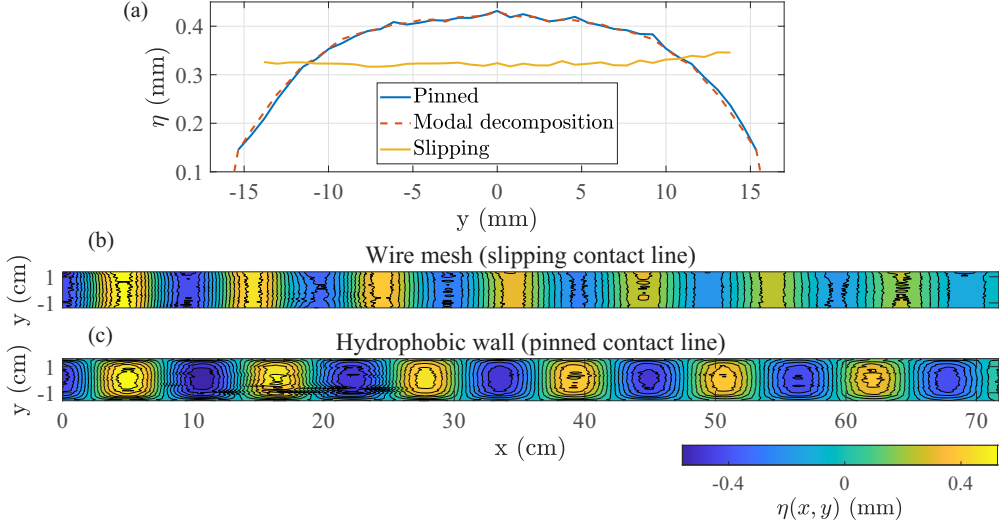 (a)
0.4
0.3
0.2
0.1
η (mm)
Pinned
Modal decomposition
Slipping
-15 -10 -5 0 5 10 15
y (mm)
(b)
Wire mesh (slipping contact line)
y (cm)
1
-1
(c)
Hydrophobic wall (pinned contact line)
y (cm)
1
-1
0 10 20 30 40 50 60 70
x (cm)
-0.4 0 0.4
η(x, y) (mm)